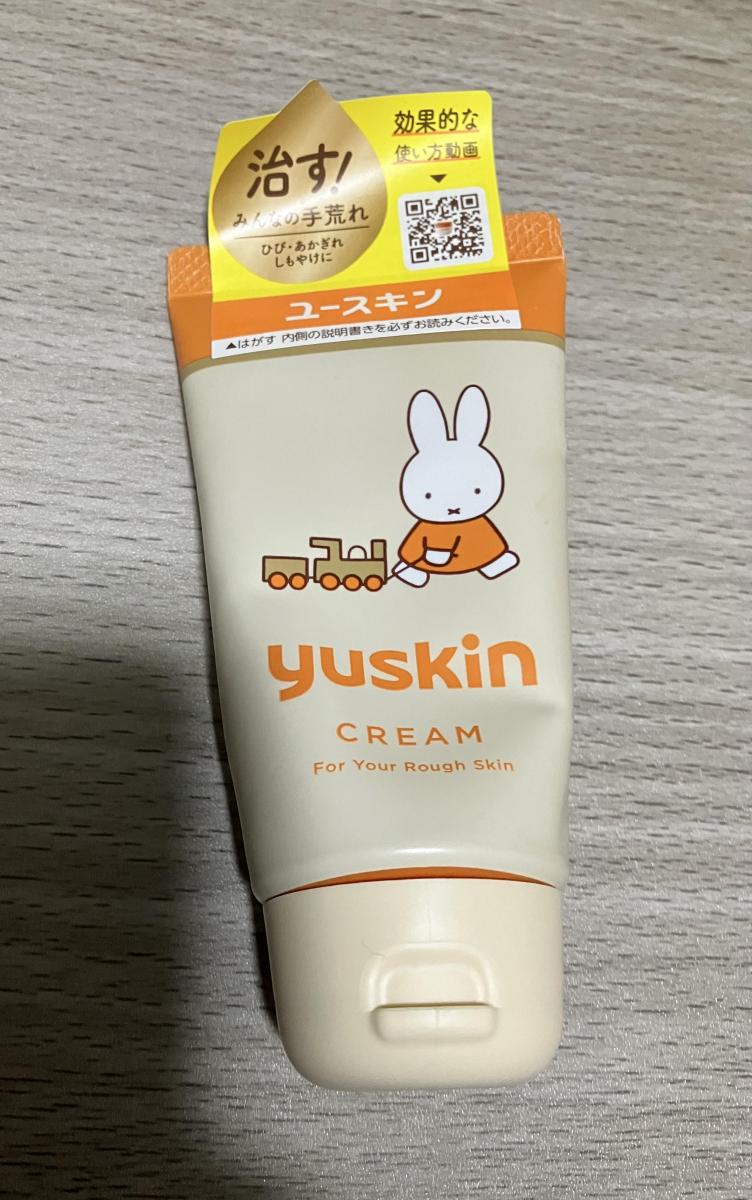 治す!
みんなの手荒れ
ひび・あかぎれ
しもやけに
効果的な
使い方動画
▼
ユースキン
▲はがす 内側の説明書きを必ずお読みください。
yuskin
CREAM
For Your Rough Skin